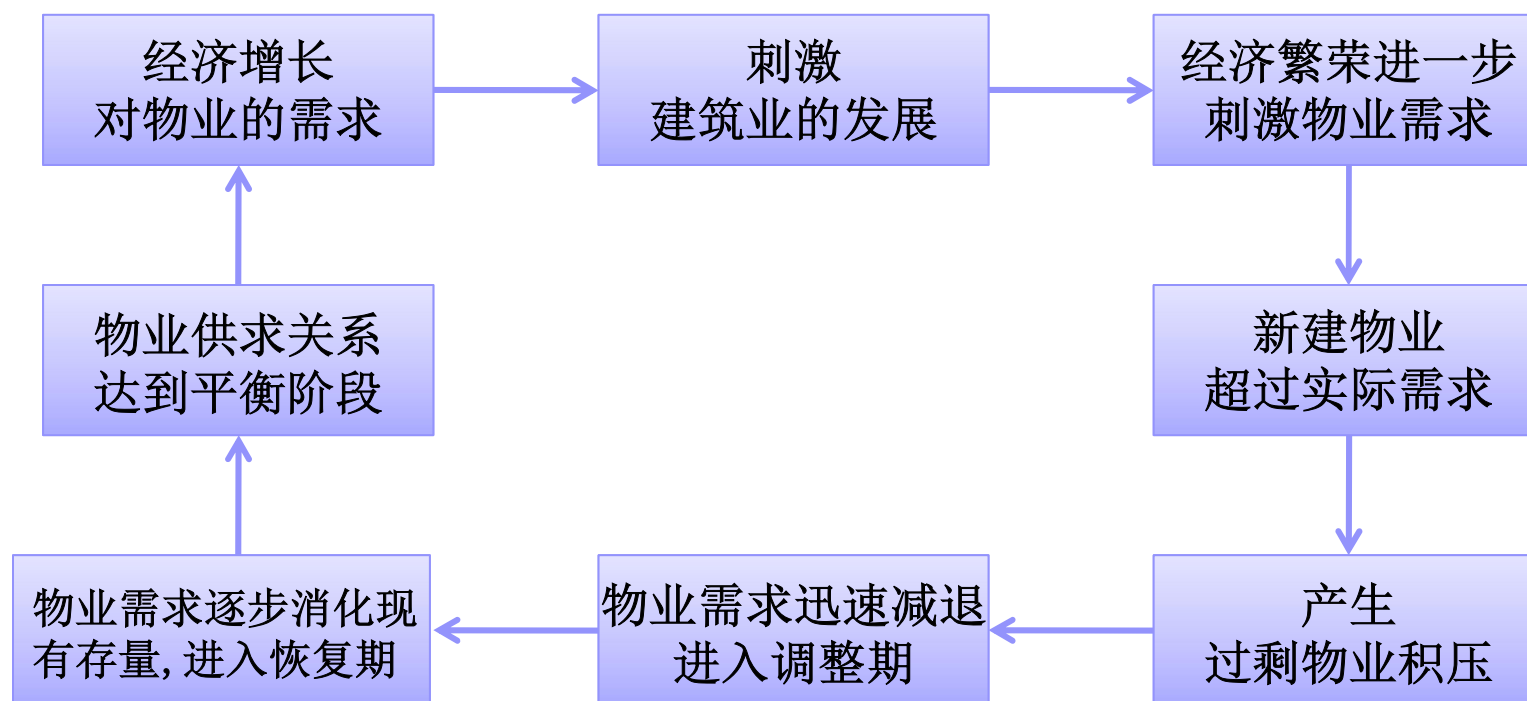 经济增长
对物业的需求
刺激
建筑业的发展
经济繁荣进一步
刺激物业需求
新建物业
超过实际需求
产生
过剩物业积压
物业需求迅速减退
进入调整期
物业需求逐步消化现
有存量,进入恢复期
物业供求关系
达到平衡阶段